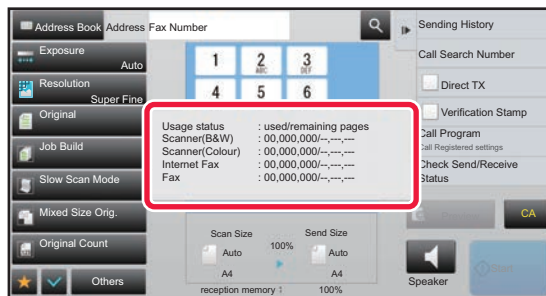 Address Book
Address
Fax Number
Sending History
Exposure
Auto
1
2
ABC
3
DEF
Call Search Number
Resolution
Super Fine
4
5
6
Direct TX
Original
Verification Stamp
Usage status : used/remaining pages
Scanner(B&W) : 00,000,000/--,---,---
Scanner(Colour) : 00,000,000/--,---,---
Internet Fax : 00,000,000/--,---,---
Fax : 00,000,000/--,---,---
Call Program
Call Registered settings
Job Build
Check Send/Receive
Status
Slow Scan Mode
Mixed Size Orig.
CA
Scan Size
Send Size
100%
Auto
Auto
A4
A4
Original Count
Start
Others
Speaker
reception memory : 100%